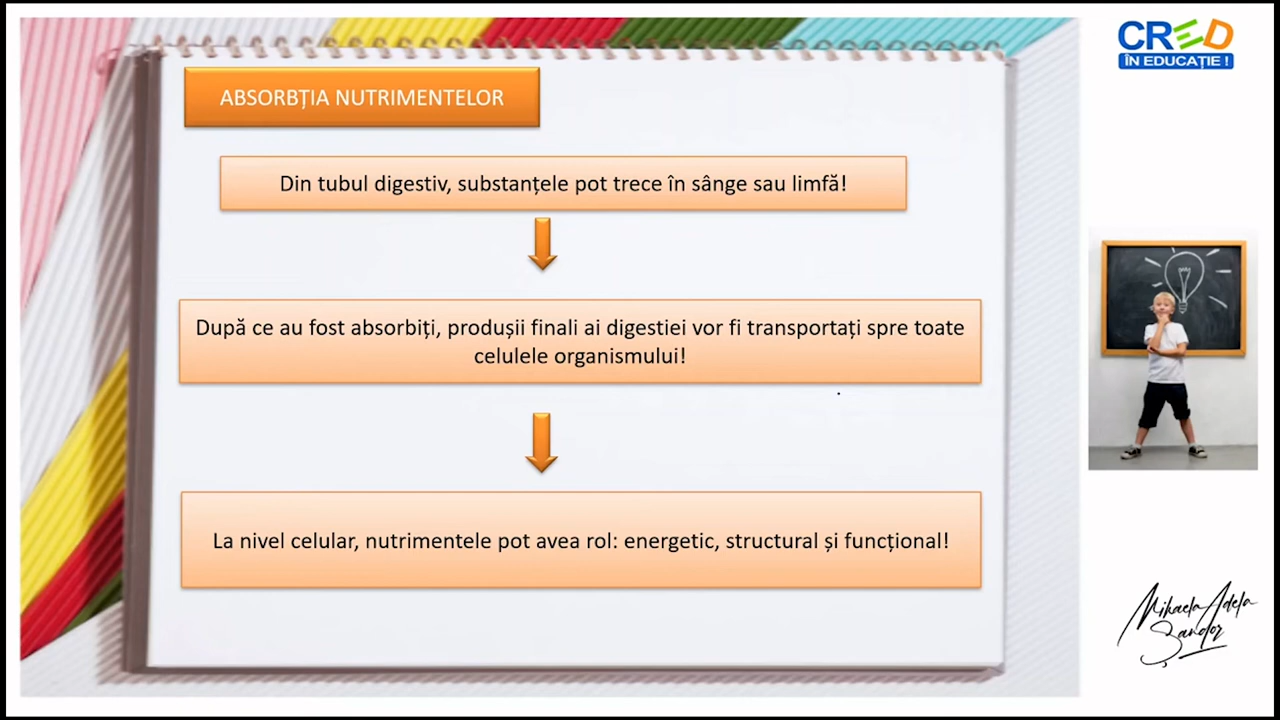 ABSORBȚIA NUTRIMENTELOR
Din tubul digestiv, substanțele pot trece în sânge sau limfă!
După ce au fost absorbiți, produșii finali ai digestiei vor fi transportați spre toate
celulele organismului!
La nivel celular, nutrimentele pot avea rol: energetic, structural și funcțional!
CRED
ÎN EDUCAȚIE!
Mihaela Adela
Șandor